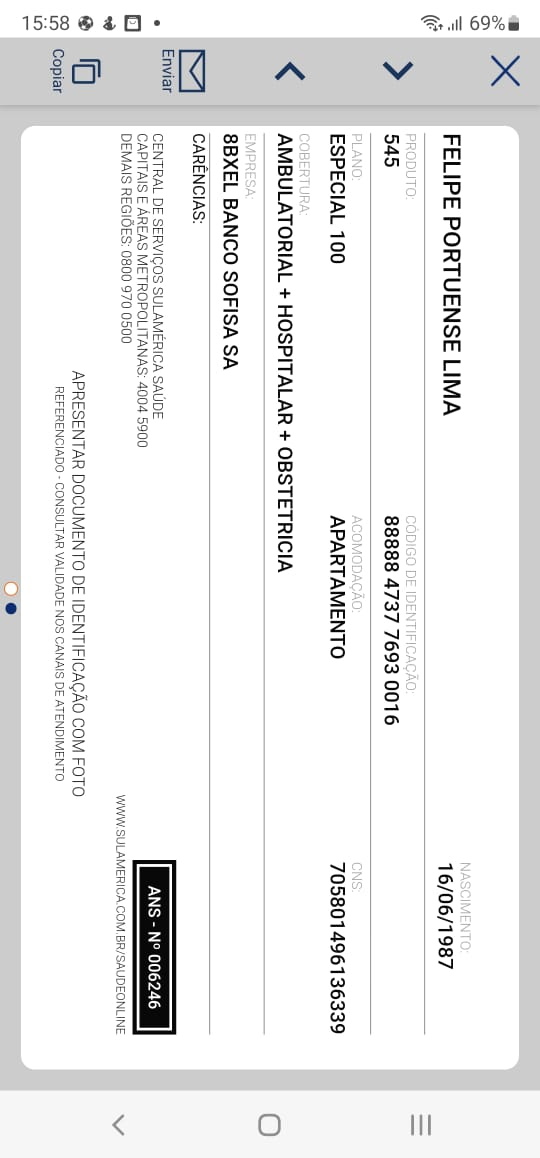 15:58
69%
Copiar
Enviar
FELIPE PORTUENSE LIMA
NASCIMENTO:
16/06/1987
PRODUTO:
545
CÓDIGO DE IDENTIFICAÇÃO:
88888 4737 7693 0016
PLANO:
ESPECIAL 100
ACOMODAÇÃO:
APARTAMENTO
CNS:
705801496136339
COBERTURA:
AMBULATORIAL + HOSPITALAR + OBSTETRICIA
EMPRESA:
8BXEL BANCO SOFISA SA
CARÊNCIAS:
CENTRAL DE SERVIÇOS SULAMÉRICA SAÚDE
CAPITAIS E ÁREAS METROPOLITANAS: 4004 5900
DEMAIS REGIÕES: 0800 970 0500
ANS - Nº 006246
WWW.SULAMERICA.COM.BR/SAUDEONLINE
APRESENTAR DOCUMENTO DE IDENTIFICAÇÃO COM FOTO
REFERENCIADO - CONSULTAR VALIDADE NOS CANAIS DE ATENDIMENTO